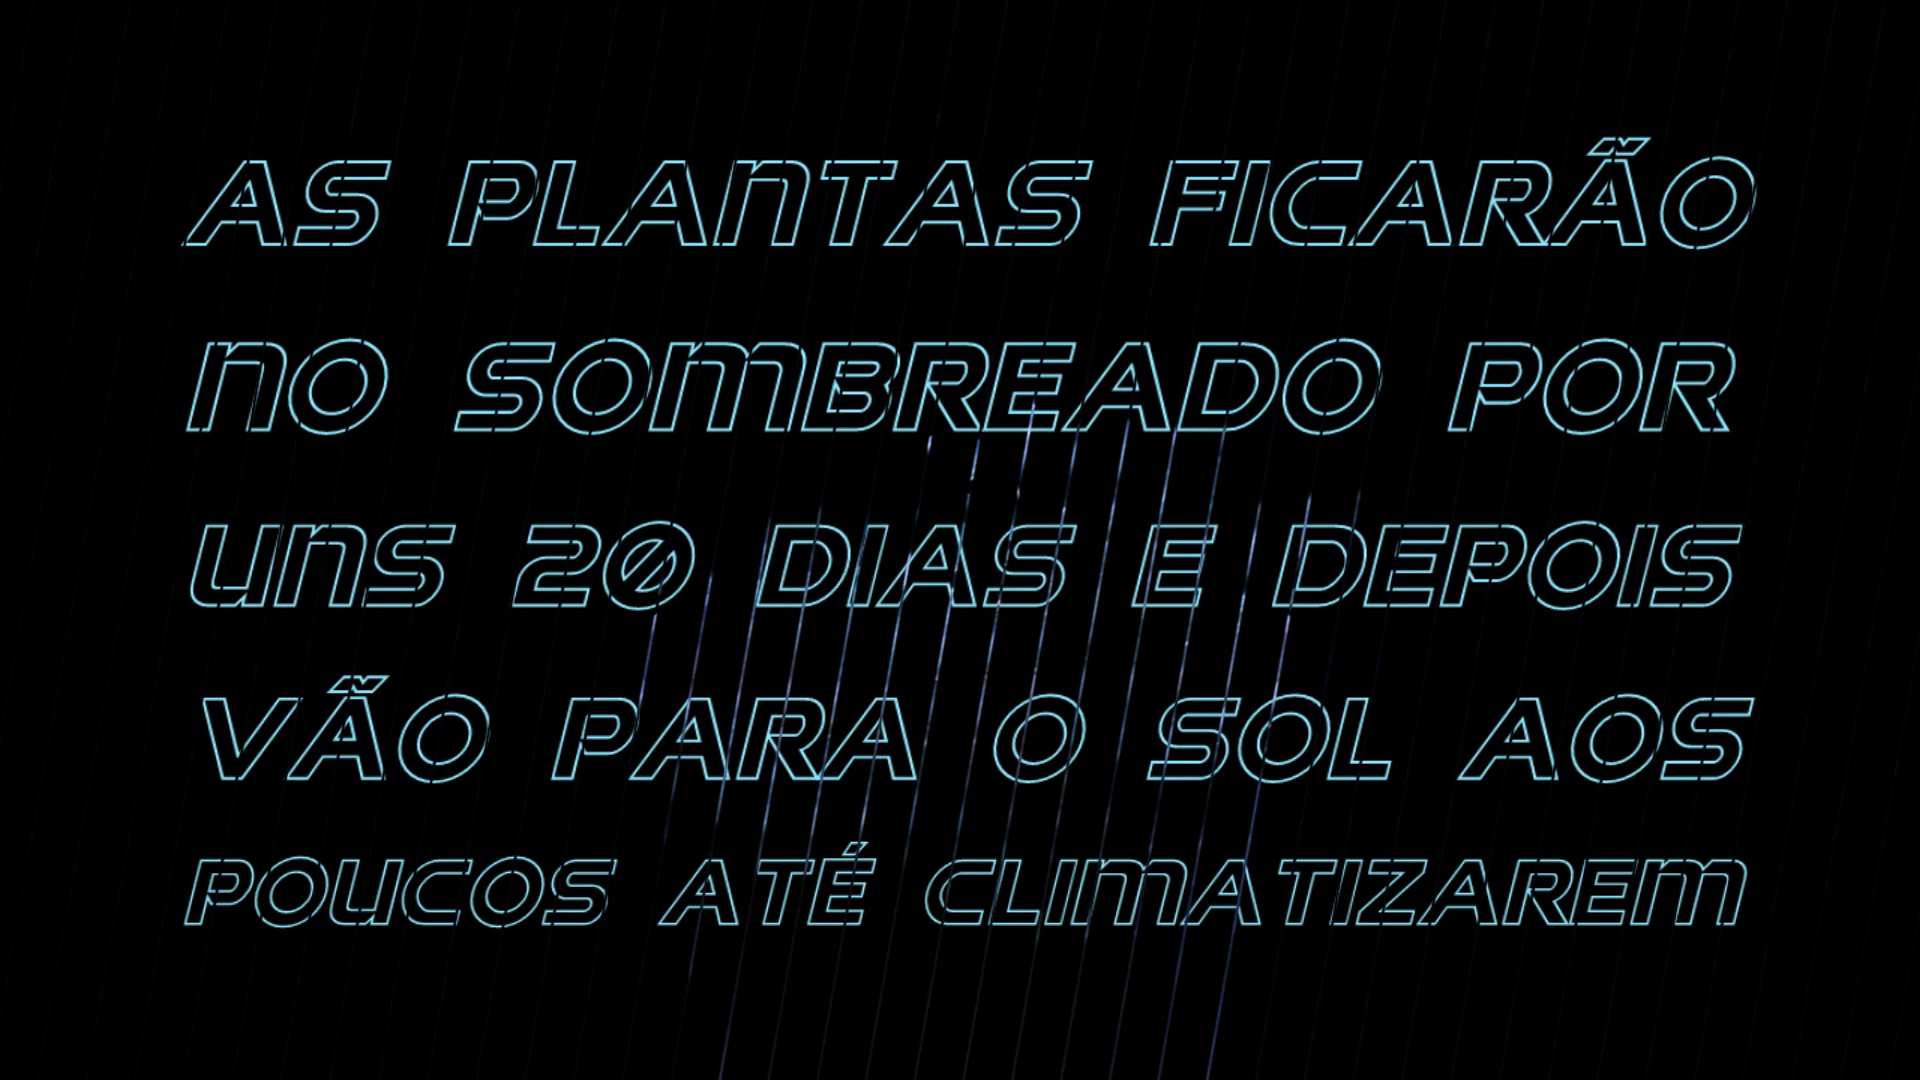 AS PLANTAS FICARÃO
NO SOMBREADO POR
UNS 20 DIAS E DEPOIS
VÃO PARA O SOL AOS
POUCOS ATÉ CLIMATIZAREM